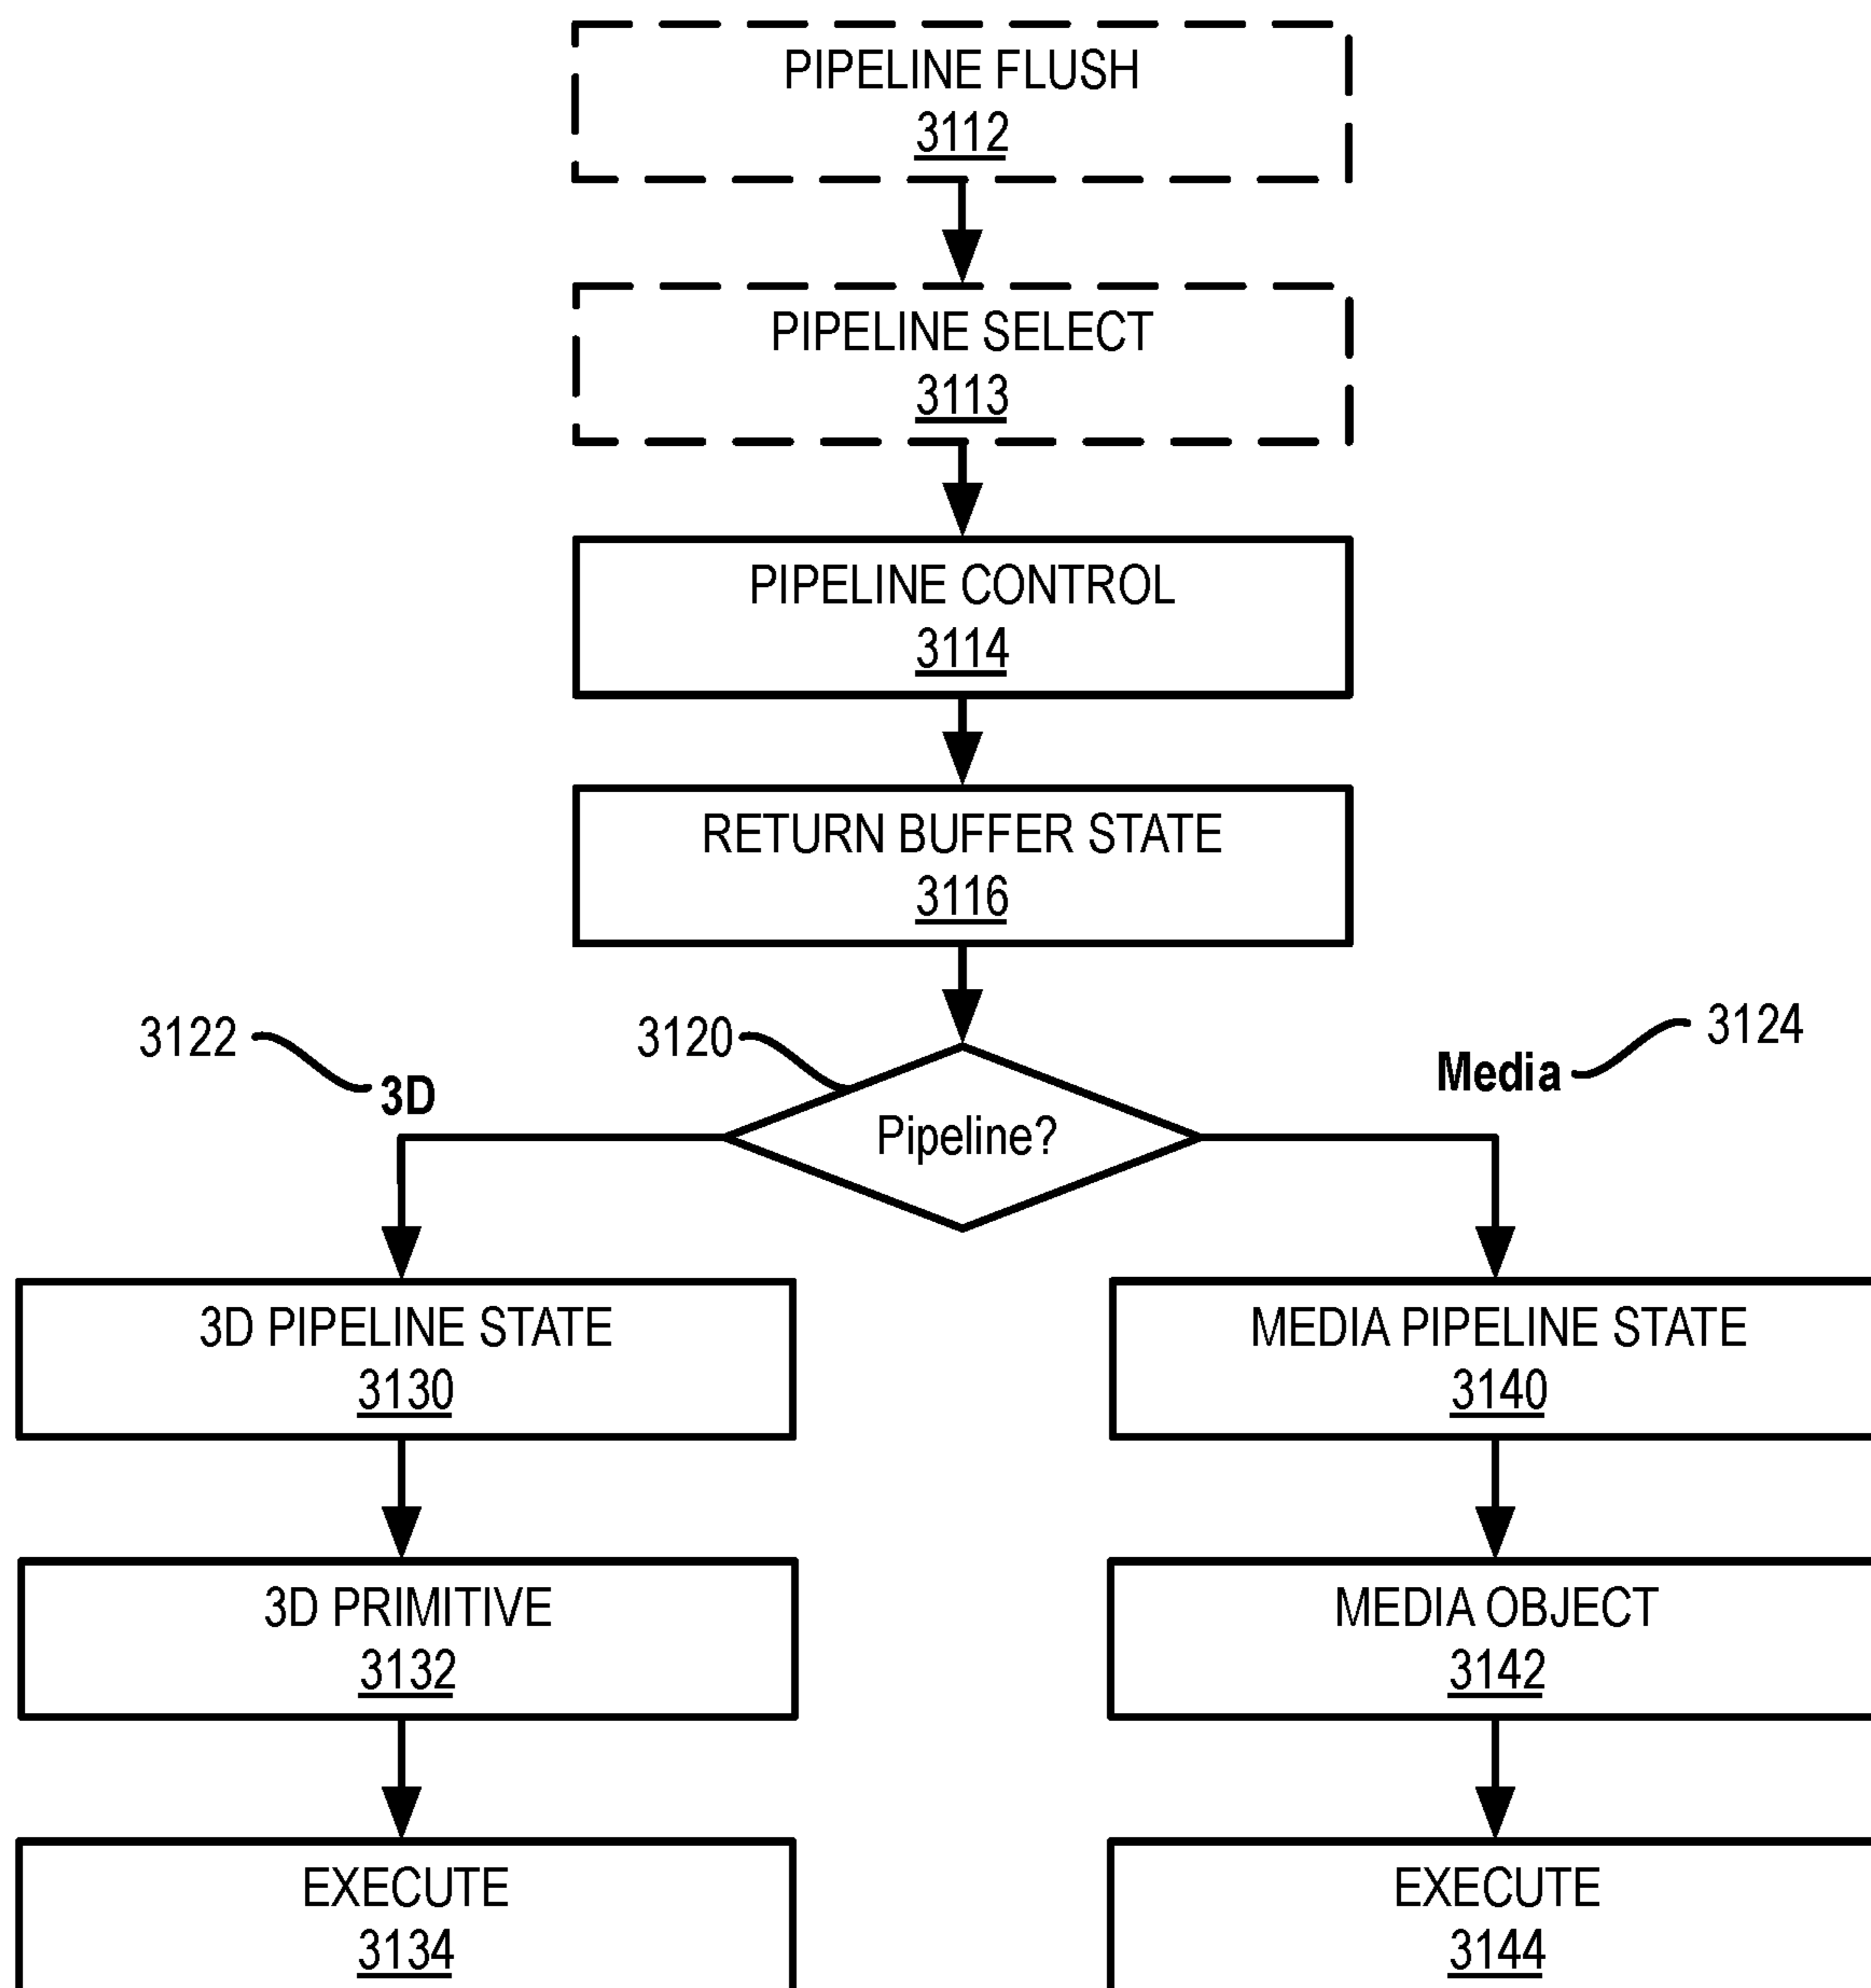 PIPELINE FLUSH
3112
PIPELINE SELECT
3113
PIPELINE CONTROL
3114
RETURN BUFFER STATE
3116
3122
3D
3120
Pipeline?
Media
3124
3D PIPELINE STATE
3130
MEDIA PIPELINE STATE
3140
3D PRIMITIVE
3132
MEDIA OBJECT
3142
EXECUTE
3134
EXECUTE
3144